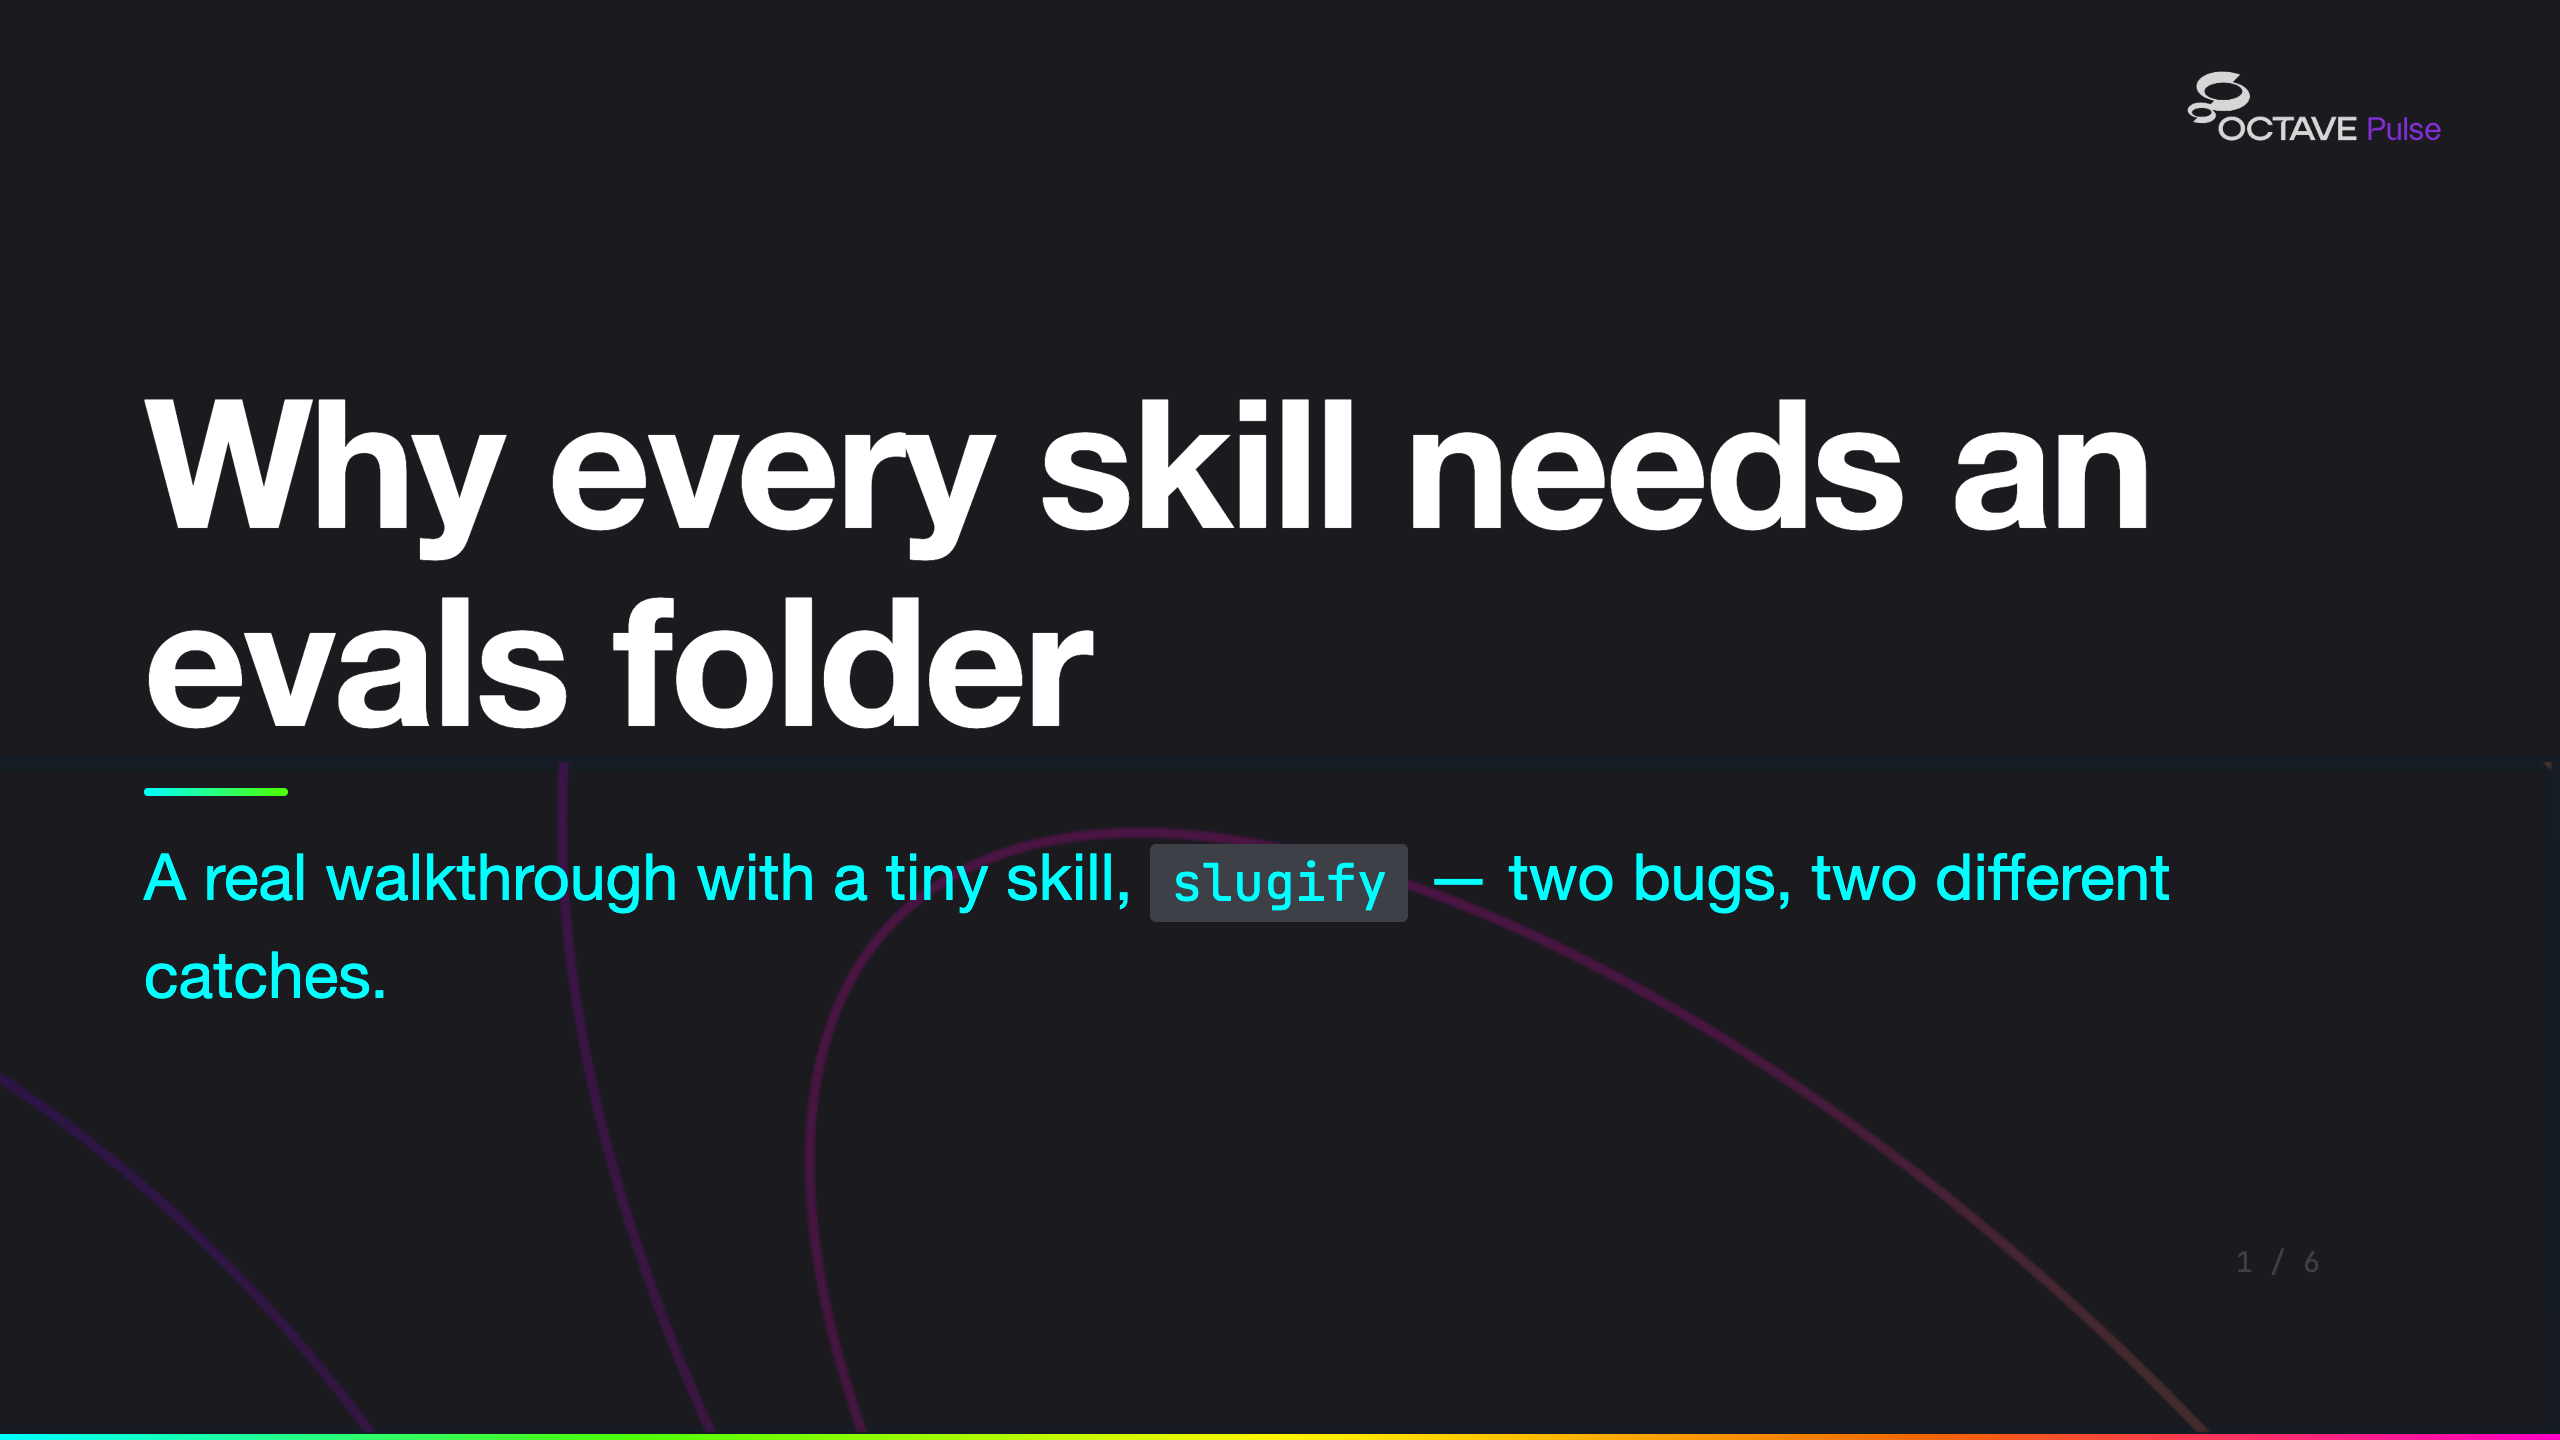 OCTAVE Pulse
Why every skill needs an
evals folder
A real walkthrough with a tiny skill, slugify — two bugs, two different
catches.
1 / 6